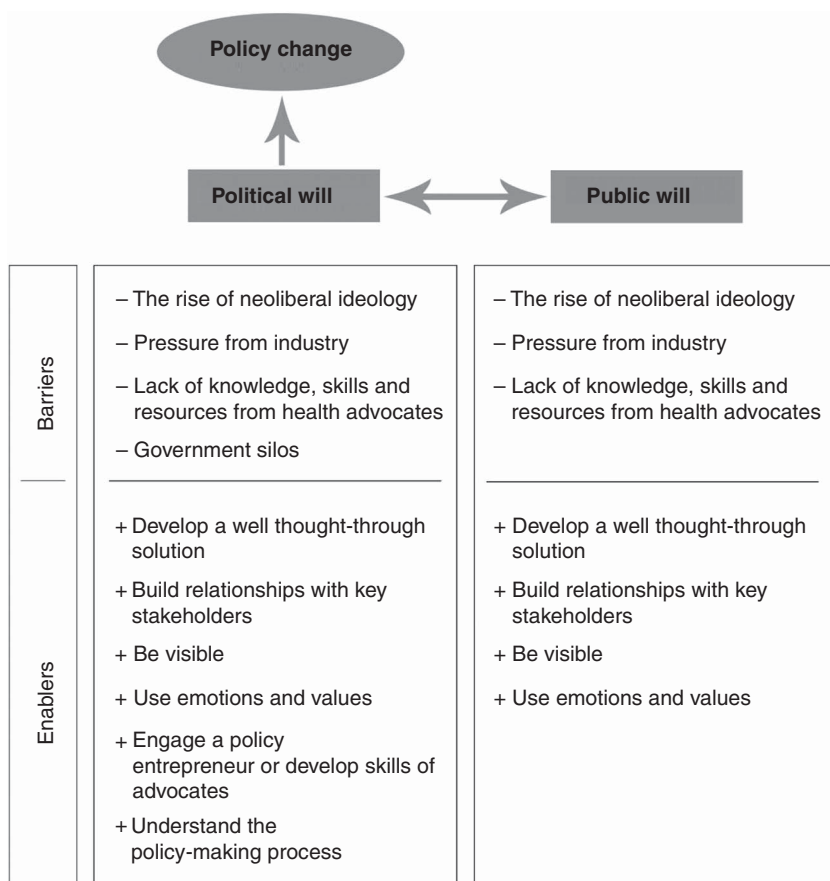 Policy change
Political will
Public will
Barriers
– The rise of neoliberal ideology
– Pressure from industry
– Lack of knowledge, skills and
resources from health advocates
– Government silos
– The rise of neoliberal ideology
– Pressure from industry
– Lack of knowledge, skills and
resources from health advocates
Enablers
+ Develop a well thought-through
solution
+ Build relationships with key
stakeholders
+ Be visible
+ Use emotions and values
+ Engage a policy
entrepreneur or develop skills of
advocates
+ Understand the
policy-making process
+ Develop a well thought-through
solution
+ Build relationships with key
stakeholders
+ Be visible
+ Use emotions and values